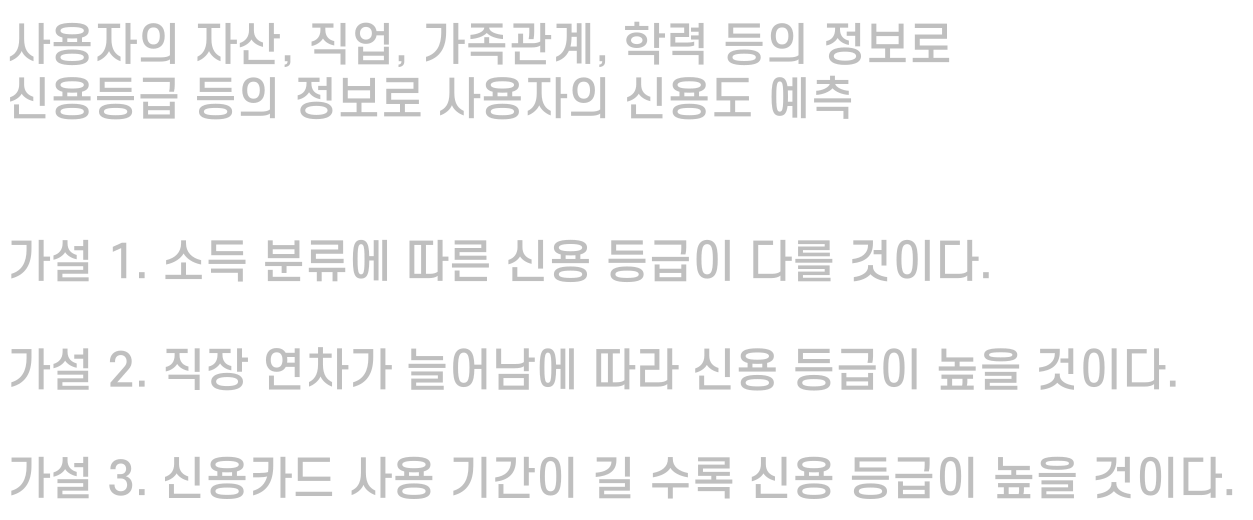 사용자의 자산, 직업, 가족관계, 학력 등의 정보로
신용등급 등의 정보로 사용자의 신용도 예측
가설 1. 소득 분류에 따른 신용 등급이 다를 것이다.
가설 2. 직장 연차가 늘어남에 따라 신용 등급이 높을 것이다.
가설 3. 신용카드 사용 기간이 길 수록 신용 등급이 높을 것이다.